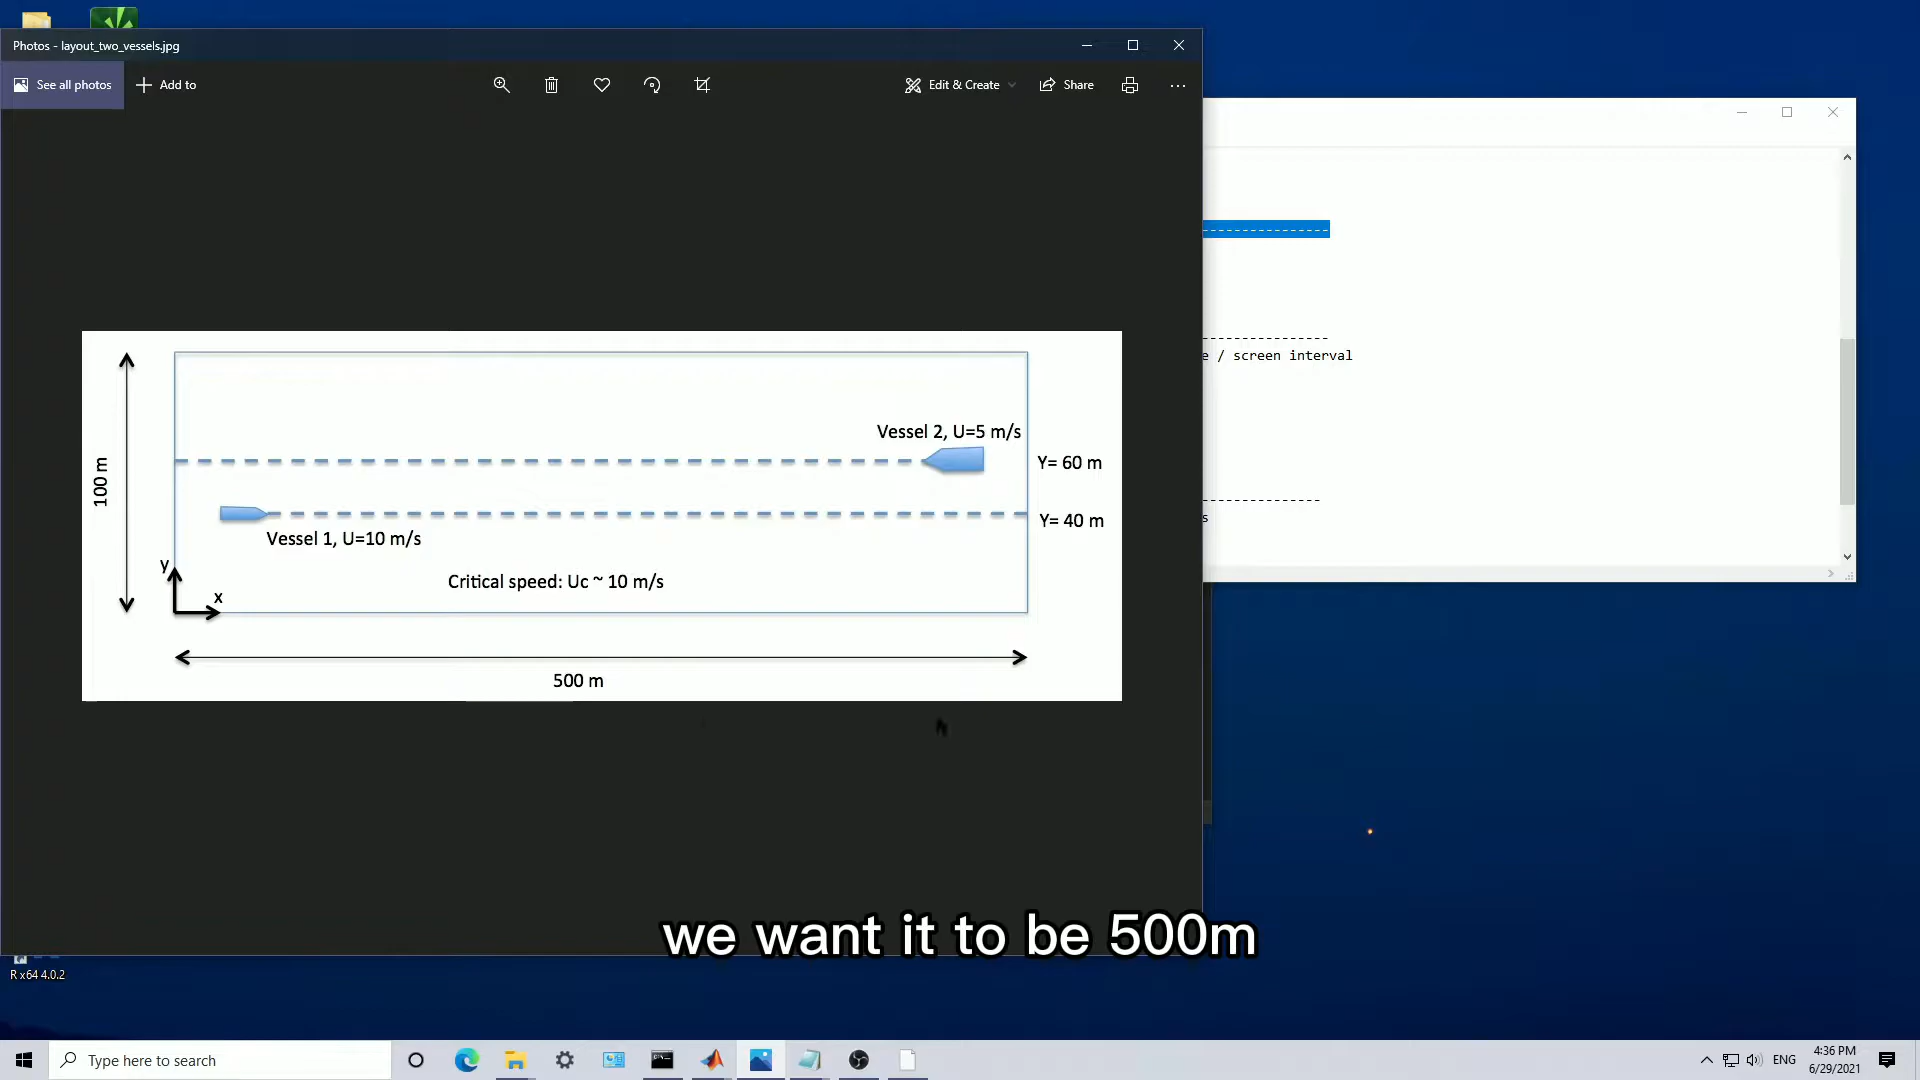 Photos - layout_two_vessels.jpg
See all photos
Add to
Edit & Create
Share
---------------
---------------
e / screen interval
---------------
s
Vessel 2, U=5 m/s
Y= 60 m
100 m
Y= 40 m
Vessel 1, U=10 m/s
y
Critical speed: Uc ~ 10 m/s
x
500 m
we want it to be 500m
R x64 4.0.2
Type here to search
ENG
4:36 PM
6/29/2021